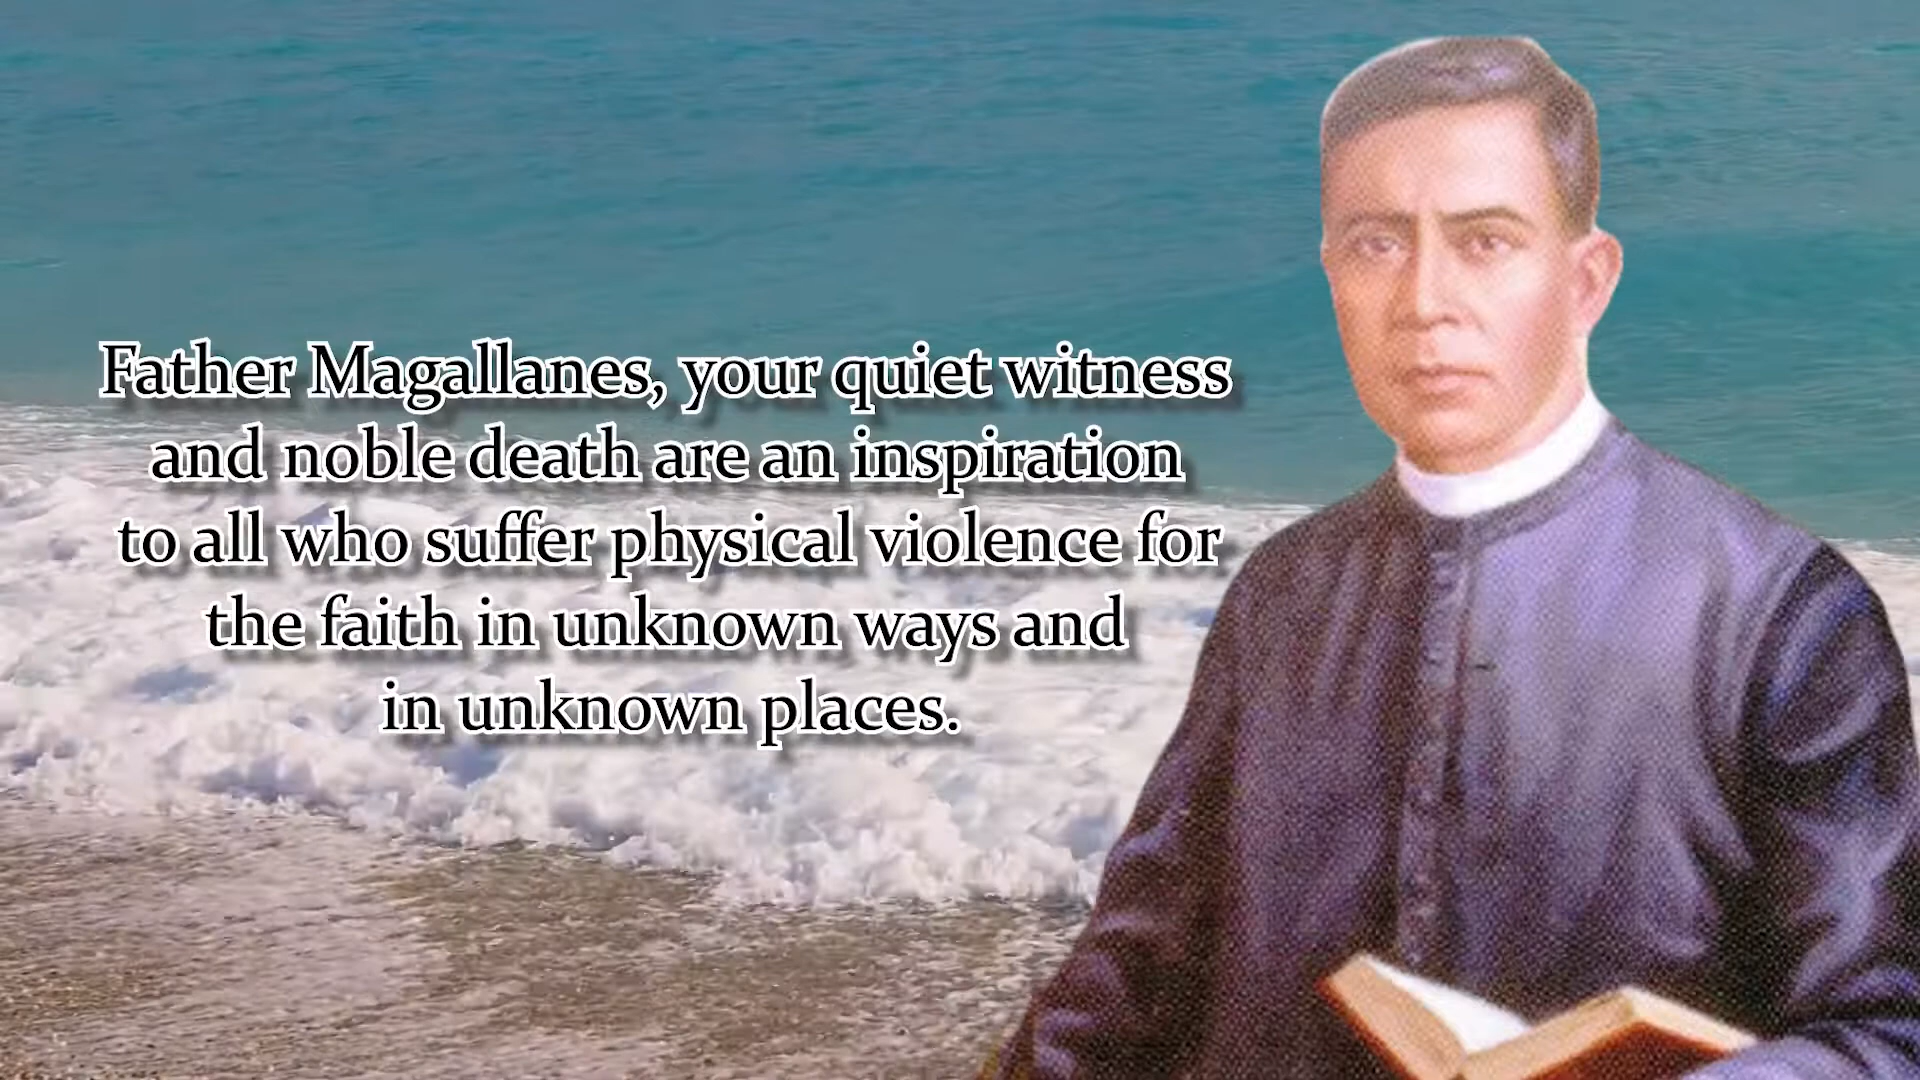 Father Magallanes, your quiet witness
and noble death are an inspiration
to all who suffer physical violence for
the faith in unknown ways and
in unknown places.